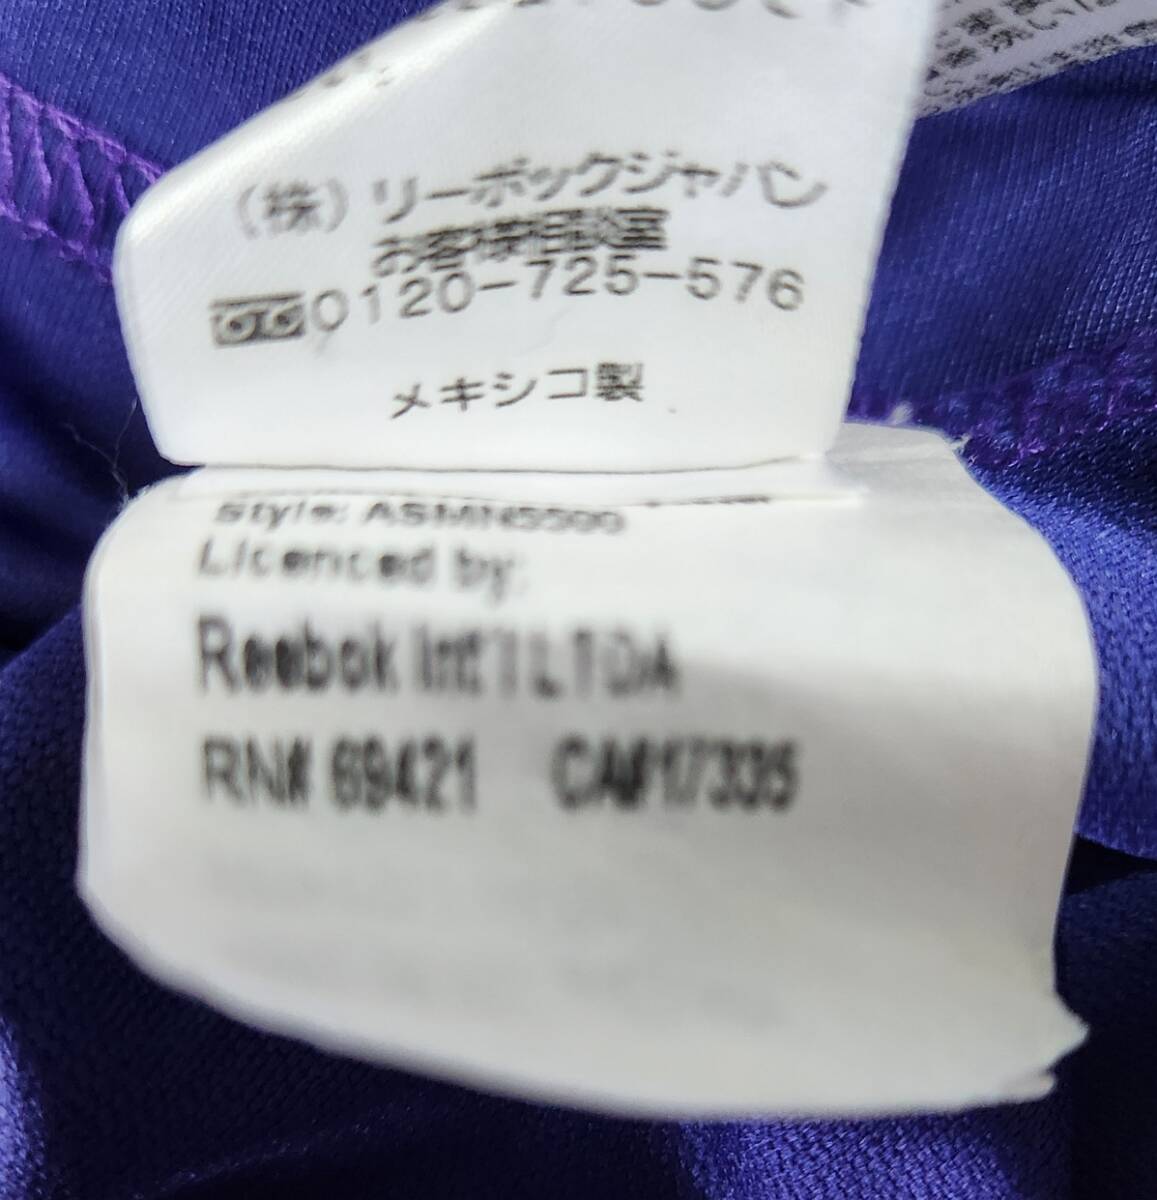 (株)リーボックジャパン
お客様相談室
0120-725-576
メキシコ製
Style: ASMN5500
Licenced by:
Reebok Int'l LTDA
RN# 69421 CA#17335